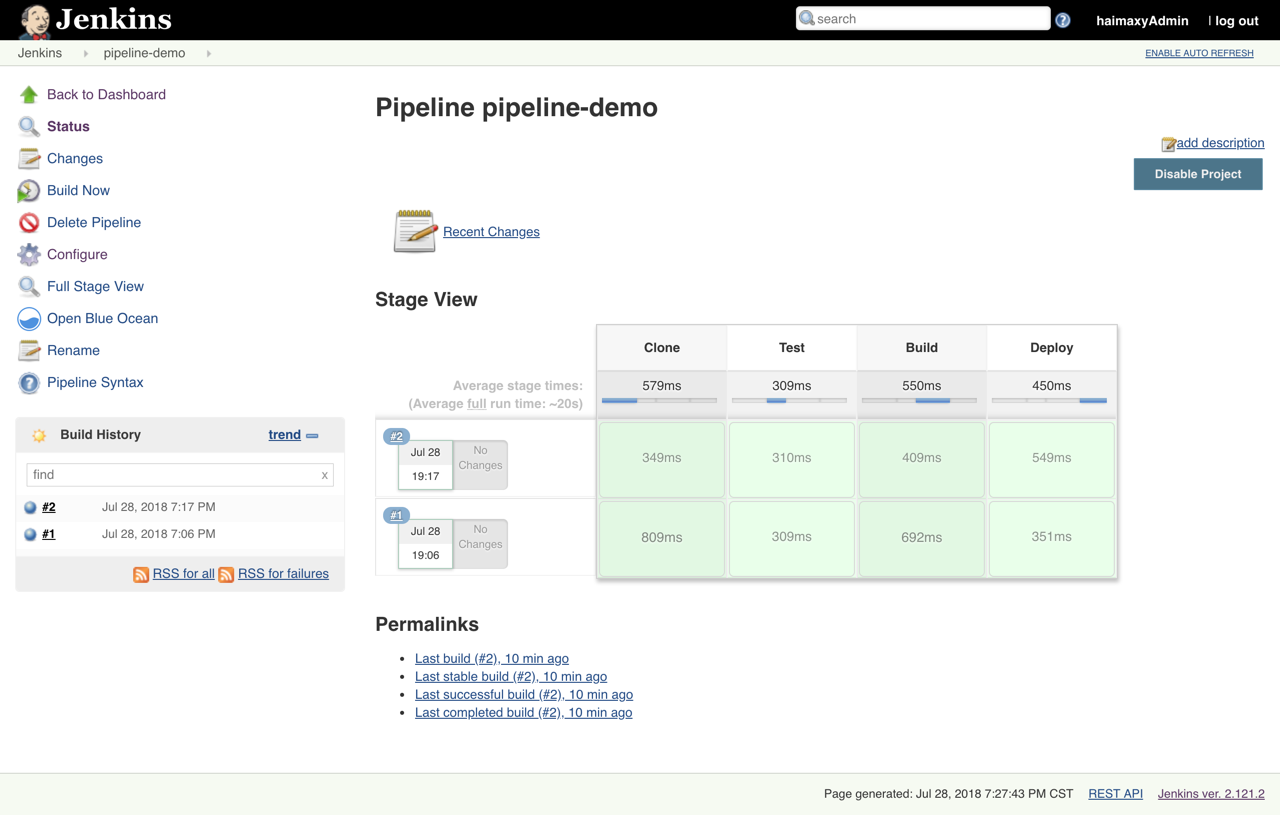 Jenkins
search
haimaxyAdmin | log out
Jenkins pipeline-demo
ENABLE AUTO REFRESH
Back to Dashboard
Status
Changes
Build Now
Delete Pipeline
Configure
Full Stage View
Open Blue Ocean
Rename
Pipeline Syntax
Build History trend
find x
#2 Jul 28, 2018 7:17 PM
#1 Jul 28, 2018 7:06 PM
RSS for all RSS for failures
Pipeline pipeline-demo
add description
Disable Project
Recent Changes
Stage View
Clone Test Build Deploy
Average stage times: 579ms 309ms 550ms 450ms
(Average full run time: ~20s)
#2
Jul 28
19:17
No
Changes
349ms 310ms 409ms 549ms
#1
Jul 28
19:06
No
Changes
809ms 309ms 692ms 351ms
Permalinks
Last build (#2), 10 min ago
Last stable build (#2), 10 min ago
Last successful build (#2), 10 min ago
Last completed build (#2), 10 min ago
Page generated: Jul 28, 2018 7:27:43 PM CST REST API Jenkins ver. 2.121.2